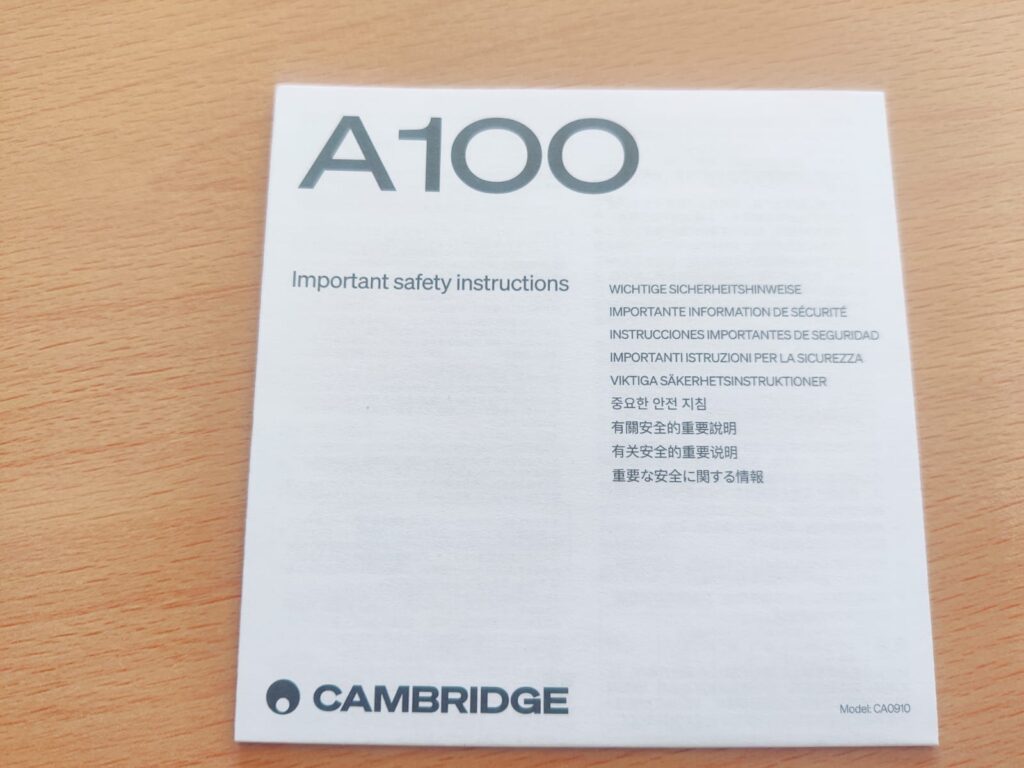 A100
Important safety instructions
WICHTIGE SICHERHEITSHINWEISE
IMPORTANTE INFORMATION DE SÉCURITÉ
INSTRUCCIONES IMPORTANTES DE SEGURIDAD
IMPORTANTI ISTRUZIONI PER LA SICUREZZA
VIKTIGA SÄKERHETSINSTRUKTIONER
중요한 안전 지침
有關安全的重要說明
有关安全的重要说明
重要な安全に関する情報
CAMBRIDGE
Model: CA0910